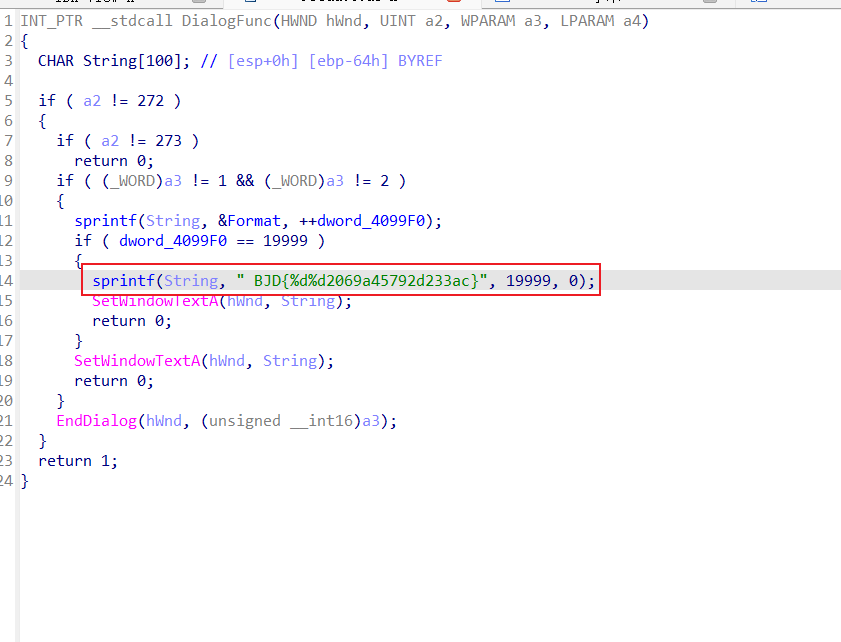 1 INT_PTR __stdcall DialogFunc(HWND hWnd, UINT a2, WPARAM a3, LPARAM a4)
2 {
3 CHAR String[100]; // [esp+0h] [ebp-64h] BYREF
4
5 if ( a2 != 272 )
6 {
7 if ( a2 != 273 )
8 return 0;
9 if ( (_WORD)a3 != 1 && (_WORD)a3 != 2 )
10 {
11 sprintf(String, &Format, ++dword_4099F0);
12 if ( dword_4099F0 == 19999 )
13 {
14 sprintf(String, " BJD{%d%d2069a45792d233ac}", 19999, 0);
15 SetWindowTextA(hWnd, String);
16 return 0;
17 }
18 SetWindowTextA(hWnd, String);
19 return 0;
20 }
21 EndDialog(hWnd, (unsigned __int16)a3);
22 }
23 return 1;
24 }